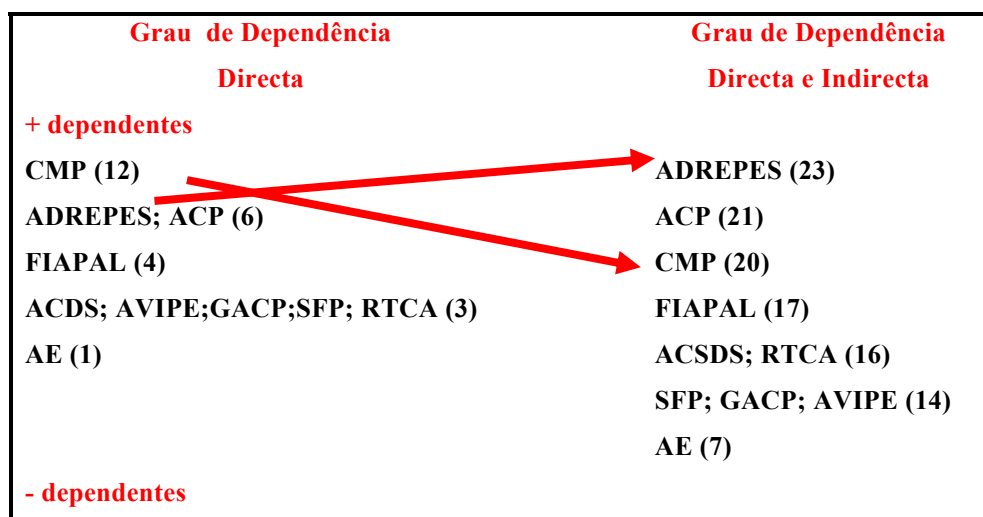 Grau de Dependência
Directa
+ dependentes
CMP (12)
ADREPES; ACP (6)
FIAPAL (4)
ACDS; AVIPE;GACP;SFP; RTCA (3)
AE (1)
- dependentes
Grau de Dependência
Directa e Indirecta
ADREPES (23)
ACP (21)
CMP (20)
FIAPAL (17)
ACSDS; RTCA (16)
SFP; GACP; AVIPE (14)
AE (7)